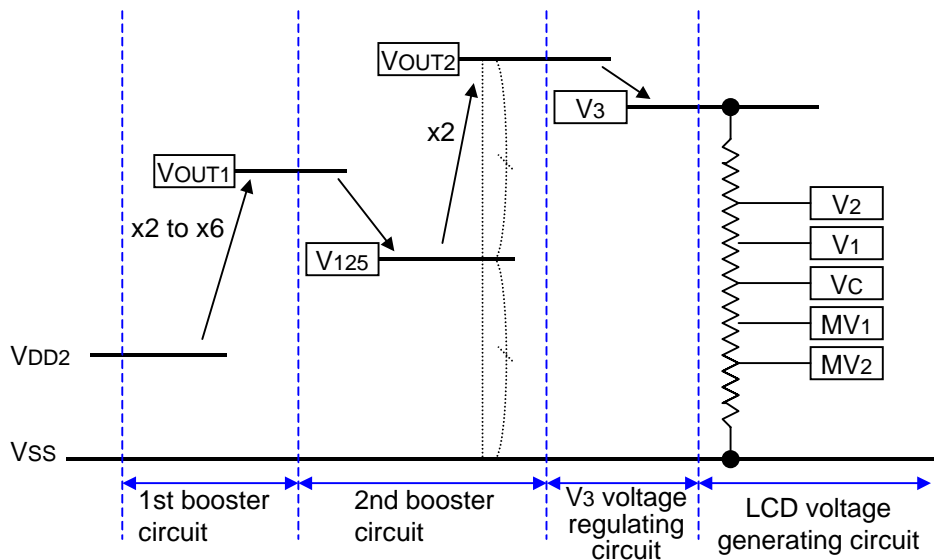 VOUT2
V3
x2
VOUT1
V2
x2 to x6
V1
V125
VC
MV1
VDD2
MV2
VSS
1st booster
circuit
2nd booster
circuit
V3 voltage
regulating
circuit
LCD voltage
generating circuit